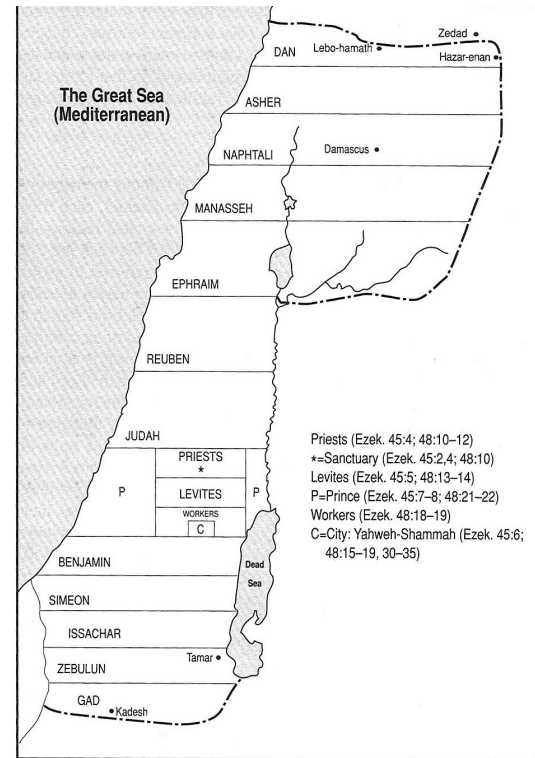 Zedad
DAN
Lebo-hamath
Hazar-enan
The Great Sea
(Mediterranean)
ASHER
NAPHTALI
Damascus
MANASSEH
EPHRAIM
REUBEN
JUDAH
PRIESTS
*
P
LEVITES
P
WORKERS
C
Priests (Ezek. 45:4; 48:10–12)
*=Sanctuary (Ezek. 45:2,4; 48:10)
Levites (Ezek. 45:5; 48:13–14)
P=Prince (Ezek. 45:7–8; 48:21–22)
Workers (Ezek. 48:18–19)
C=City: Yahweh-Shammah (Ezek. 45:6;
48:15–19, 30–35)
BENJAMIN
Dead
Sea
SIMEON
ISSACHAR
Tamar
ZEBULUN
GAD
Kadesh